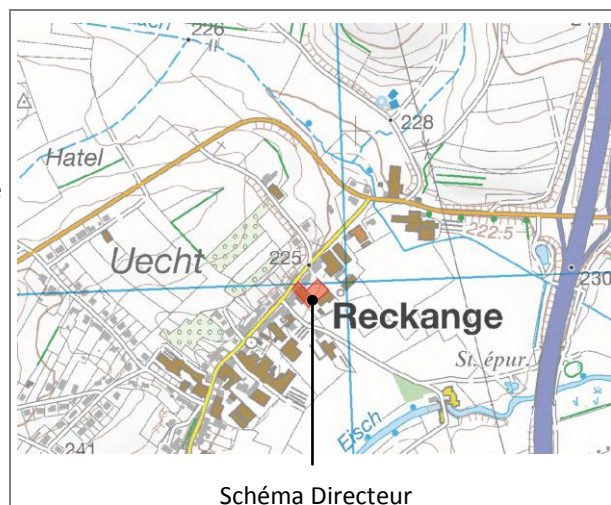 226
228
Hatel
222.5
225
Uecht
230
Reckange
St. épur.
Eisch
241
Schéma Directeur